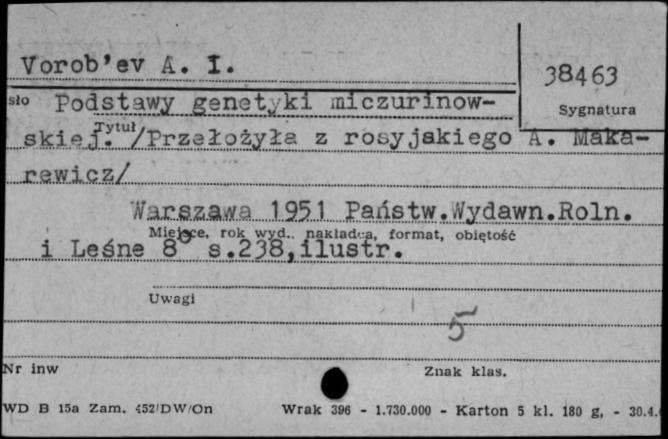 Vorob'ev A. I.
38463
Sygnatura
sło Podstawy genetyki miczurinow-
Tytuł
skiej. /Przełożyła z rosyjskiego A. Maka-
rewicz/
Warszawa 1951 Państw.Wydawn.Roln.
Miejsce, rok wyd., nakładca, format, objętość
i Leśne 8° s.238,ilustr.
Uwagi
5
Nr inw
Znak klas.
WD B 15a Zam. 452/DW/On Wrak 396 - 1.730.000 - Karton 5 kl. 180 g. - 30.4.